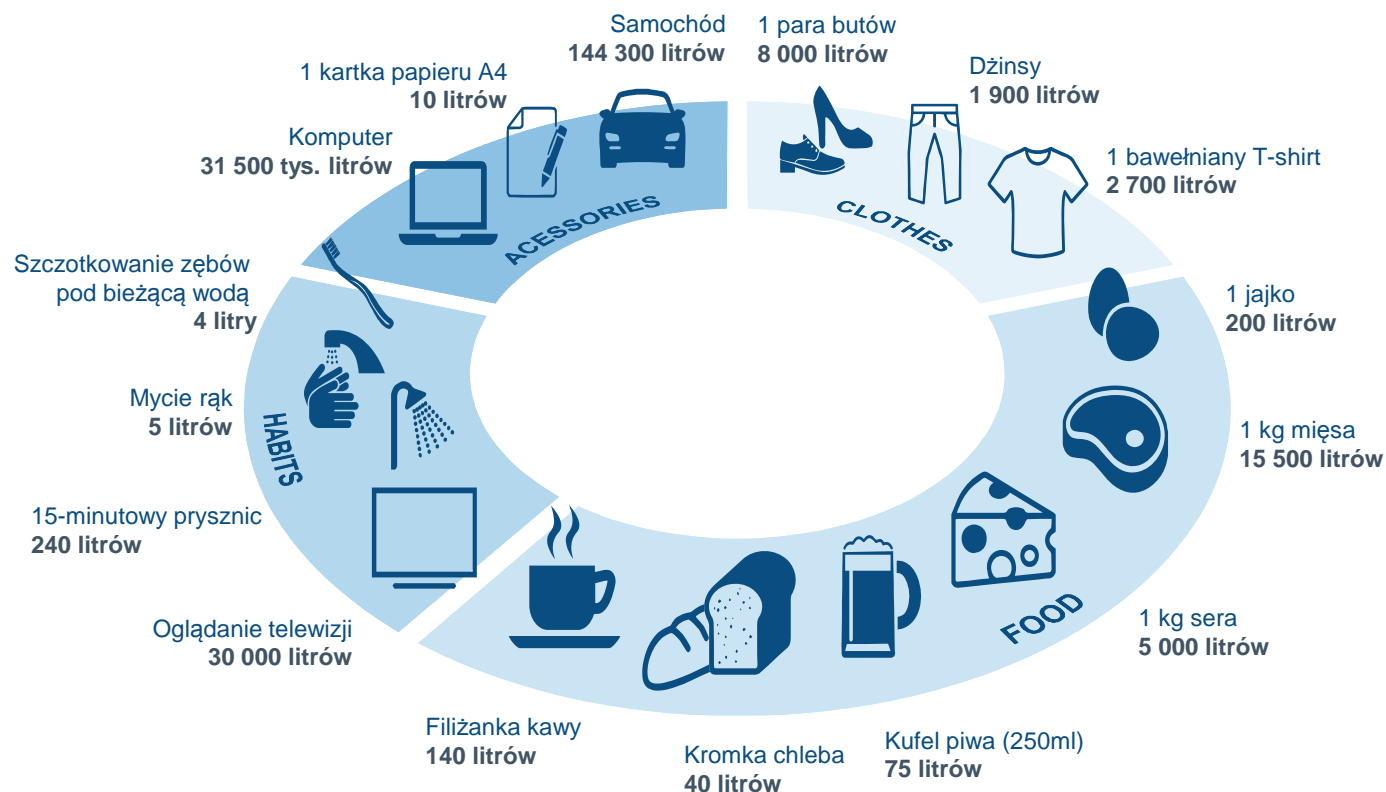 Samochód
144 300 litrów
1 para butów
8 000 litrów
1 kartka papieru A4
10 litrów
Dżinsy
1 900 litrów
Komputer
31 500 tys. litrów
1 bawełniany T-shirt
2 700 litrów
ACESSORIES
CLOTHES
Szczotkowanie zębów
pod bieżącą wodą
4 litry
1 jajko
200 litrów
Mycie rąk
5 litrów
HABITS
1 kg mięsa
15 500 litrów
15-minutowy prysznic
240 litrów
Oglądanie telewizji
30 000 litrów
FOOD
1 kg sera
5 000 litrów
Filiżanka kawy
140 litrów
Kromka chleba
40 litrów
Kufel piwa (250ml)
75 litrów